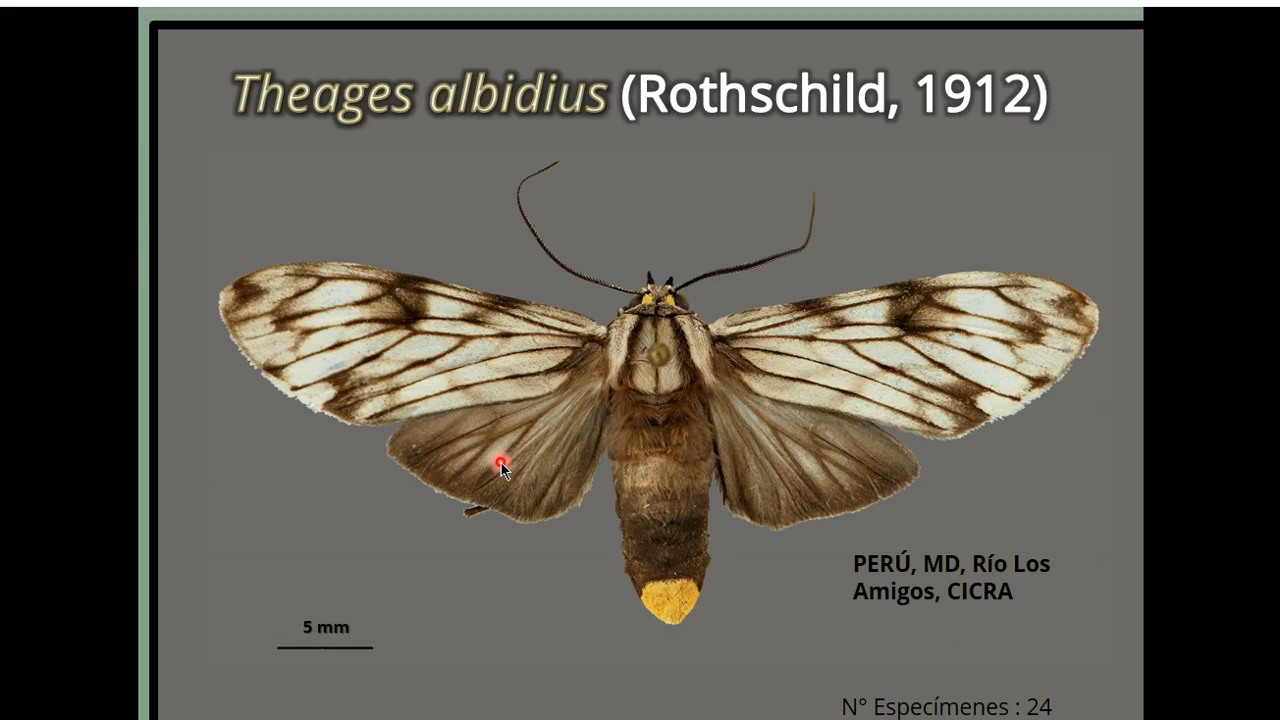 Theages albidius (Rothschild, 1912)
PERÚ, MD, Río Los
Amigos, CICRA
5 mm
N° Especímenes : 24